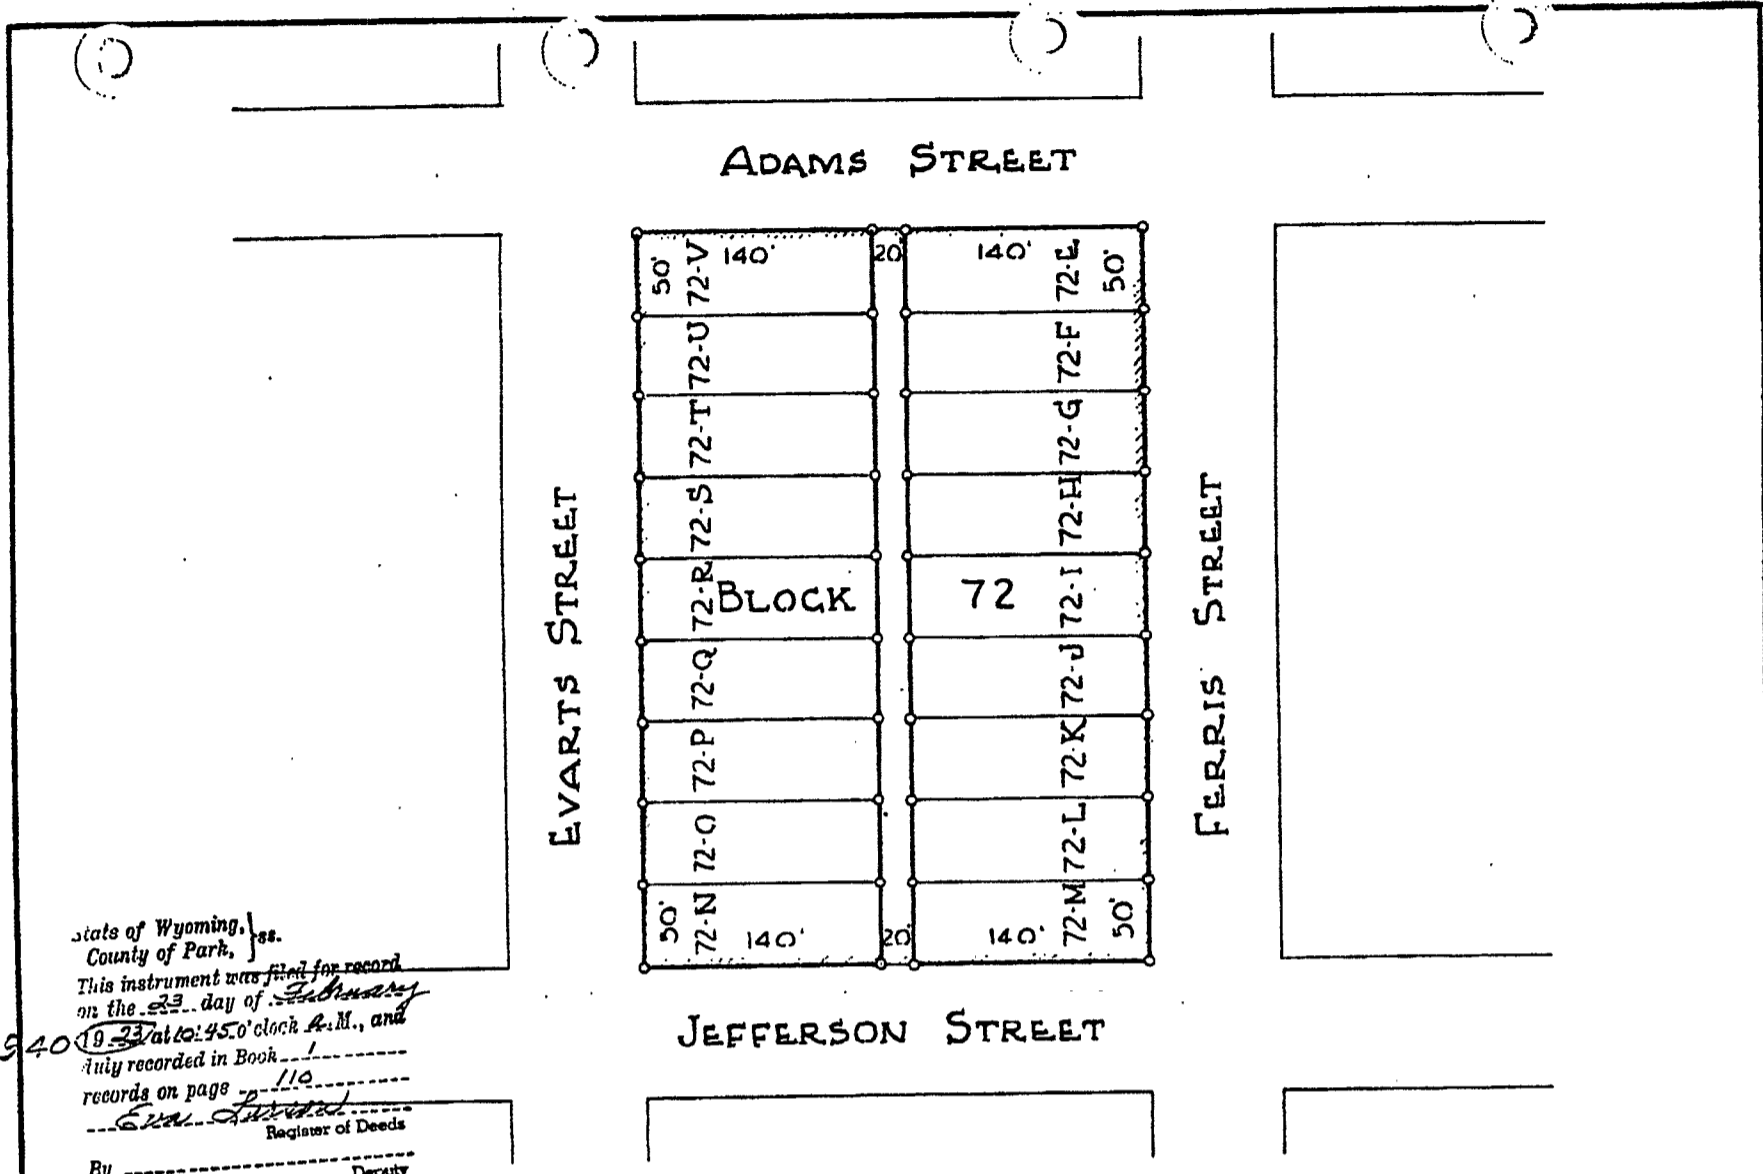 ADAMS STREET
50' 72-V 140' 20' 140' 72-E 50'
72-U 72-F
72-T 72-G
72-S 72-H
72-R BLOCK 72 72-I
72-Q 72-J
72-P 72-K
72-O 72-L
50' 72-N 140' 20' 140' 72-M 50'
EVARTS STREET
FERRIS STREET
JEFFERSON STREET
State of Wyoming, } ss.
County of Park,
This instrument was filed for record
on the 23 day of February
1923 at 10:45 o'clock A.M., and
duly recorded in Book 1
records on page 110
Eva
Register of Deeds
By
Deputy